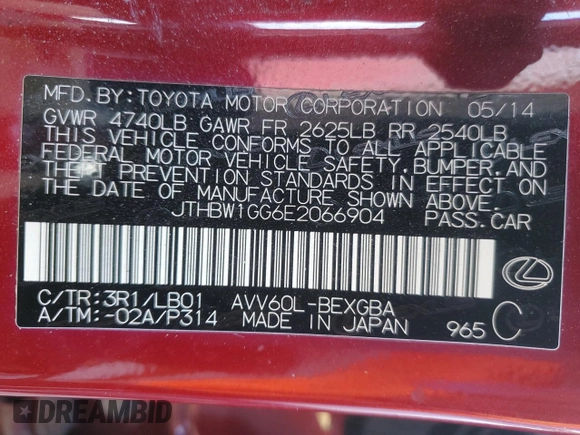 MFD.BY:TOYOTA MOTOR CORPORATION 05/14
GVWR 4740LB GAWR FR 2625LB RR 2540LB
THIS VEHICLE CONFORMS TO ALL APPLICABLE
FEDERAL MOTOR VEHICLE SAFETY,BUMPER,AND
THEFT PREVENTION STANDARDS IN EFFECT ON
THE DATE OF MANUFACTURE SHOWN ABOVE.
JTHBW1GG6E2066904 PASS.CAR
C/TR:3R1/LB01 AVV60L-BEXGBA
A/TM:-02A/P314 MADE IN JAPAN 965 C
DREAMBID